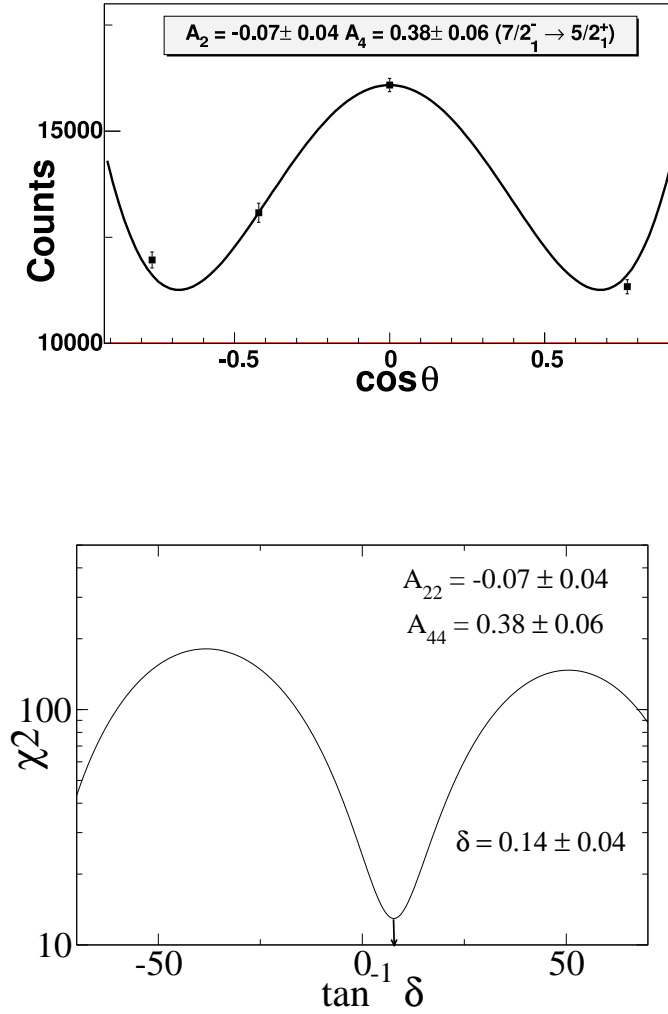 A₂ = -0.07± 0.04 A₄ = 0.38± 0.06 (7/2⁻₁ → 5/2⁺₁)
15000
Counts
10000
-0.5 0 0.5
cosθ
A₂₂ = -0.07 ± 0.04
A₄₄ = 0.38 ± 0.06
100
χ2
δ = 0.14 ± 0.04
10
-50 0 50
tan⁻¹ δ